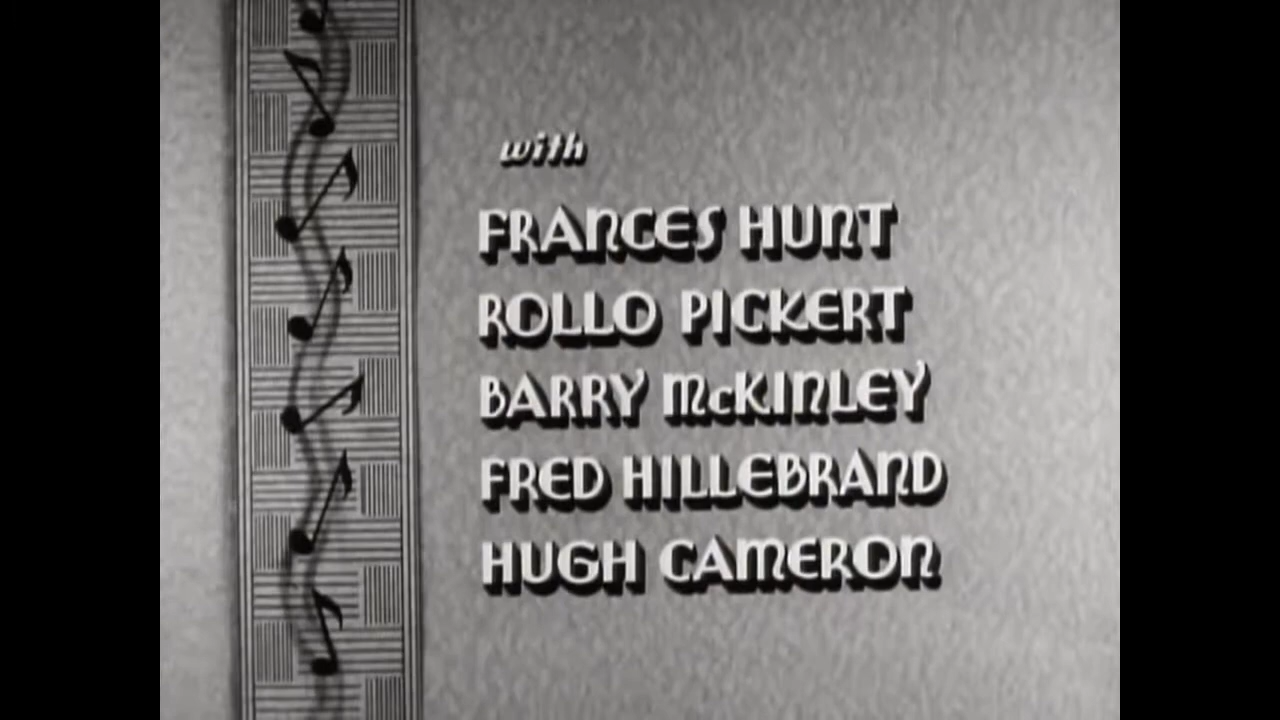 with
FRANCES HUNT
ROLLO PICKERT
BARRY McKINLEY
FRED HILLEBRAND
HUGH CAMERON